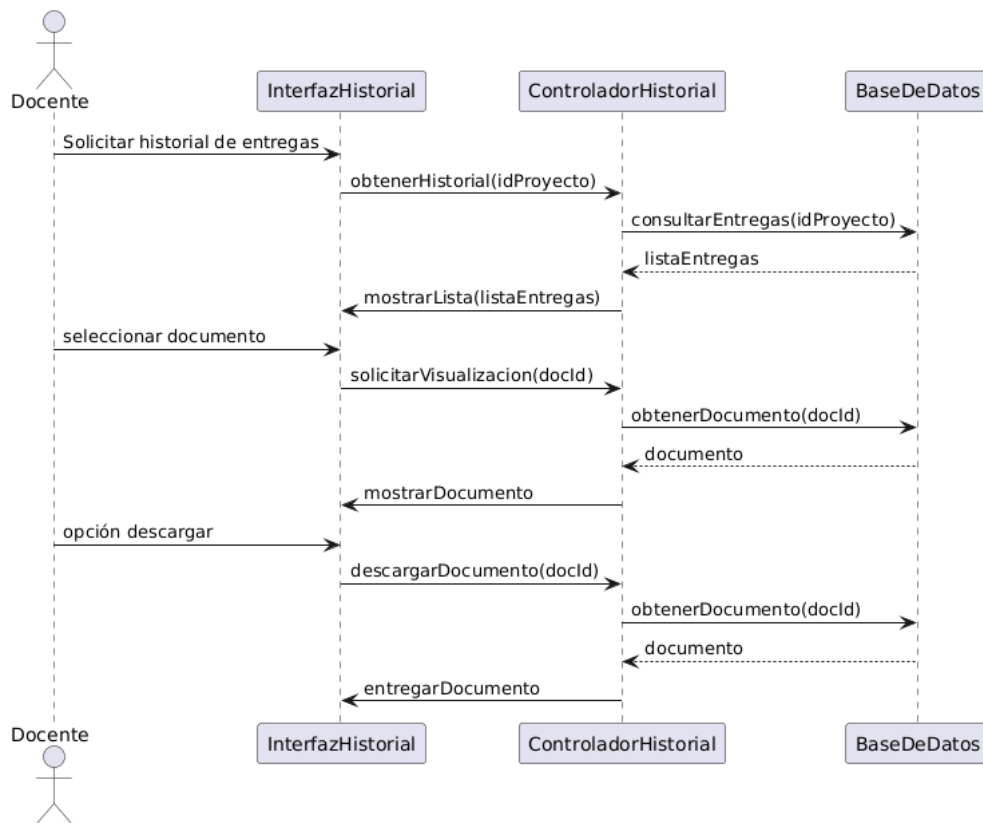 Docente
InterfazHistorial
ControladorHistorial
BaseDeDatos
Solicitar historial de entregas
obtenerHistorial(idProyecto)
consultarEntregas(idProyecto)
listaEntregas
mostrarLista(listaEntregas)
seleccionar documento
solicitarVisualizacion(docId)
obtenerDocumento(docId)
documento
mostrarDocumento
opción descargar
descargarDocumento(docId)
obtenerDocumento(docId)
documento
entregarDocumento
Docente
InterfazHistorial
ControladorHistorial
BaseDeDatos